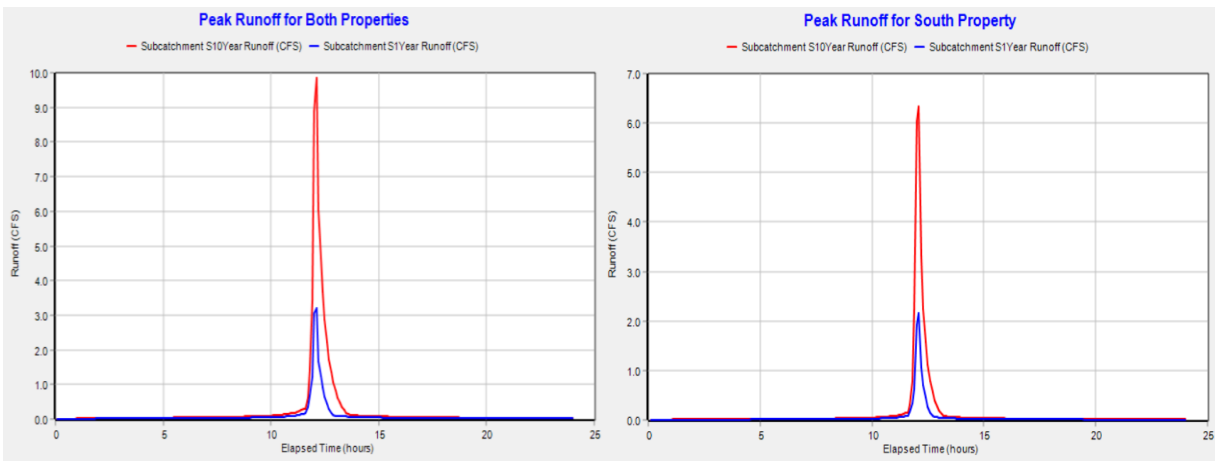 Peak Runoff for Both Properties
Subcatchment S10Year Runoff (CFS) Subcatchment S1Year Runoff (CFS)
10.0
9.0
8.0
7.0
6.0
5.0
4.0
3.0
2.0
1.0
0.0
Runoff (CFS)
0 5 10 15 20 25
Elapsed Time (hours)
Peak Runoff for South Property
Subcatchment S10Year Runoff (CFS) Subcatchment S1Year Runoff (CFS)
7.0
6.0
5.0
4.0
3.0
2.0
1.0
0.0
Runoff (CFS)
0 5 10 15 20 25
Elapsed Time (hours)